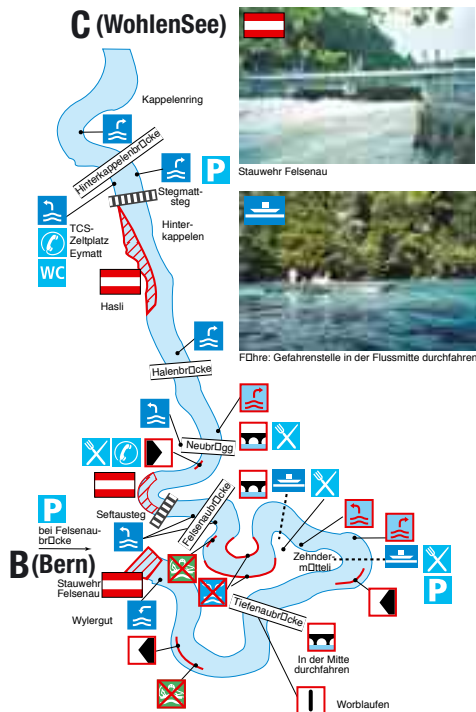 C (WohlenSee)
Kappelenring
Hinterkappelenbr□cke
P
Stegmatt-
steg
TCS-
Zeltplatz
Eymatt
WC
Hinter-
kappelen
Hasli
Stauwehr Felsenau
F□hre: Gefahrenstelle in der Flussmitte durchfahren
Halenbr□cke
Neubr□gg
Seftausteg
Felsenaubr□cke
P
bei Felsenau-
br□cke
B (Bern)
Stauwehr
Felsenau
Wylergut
Zehnder-
m□tteli
P
Tiefenaubr□cke
In der Mitte
durchfahren
Worblaufen